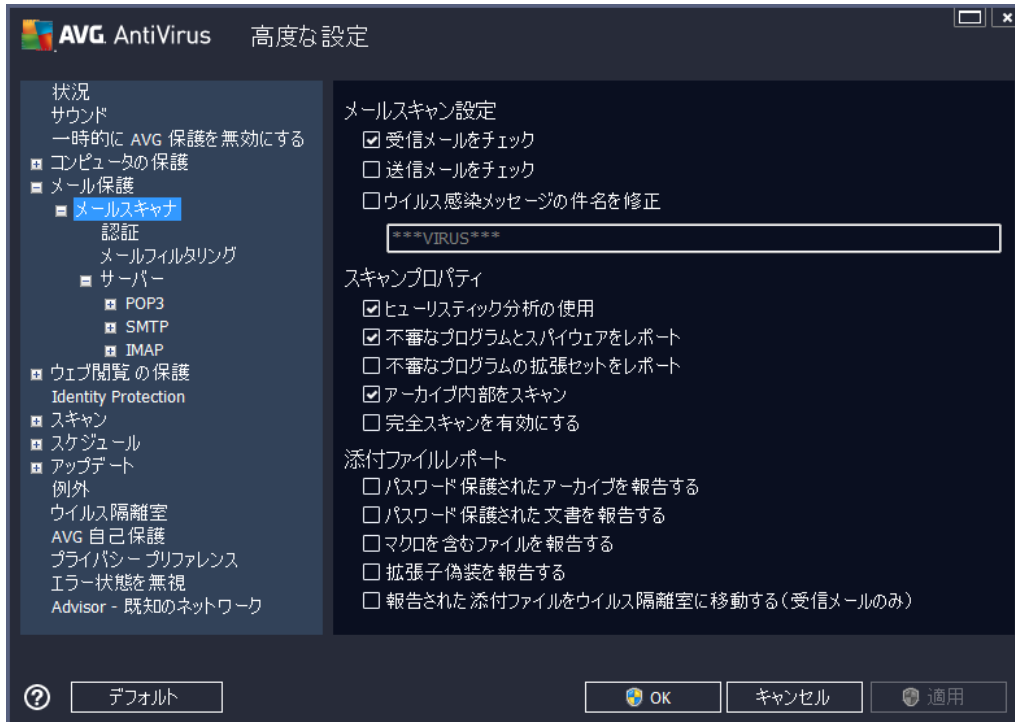 AVG. AntiVirus 高度な設定
状況
サウンド
一時的に AVG 保護を無効にする
コンピュータの保護
メール保護
メールスキャナ
認証
メールフィルタリング
サーバー
POP3
SMTP
IMAP
ウェブ閲覧 の保護
Identity Protection
スキャン
スケジュール
アップデート
例外
ウイルス隔離室
AVG 自己保護
プライバシー プリファレンス
エラー状態を無視
Advisor - 既知のネットワーク
メールスキャン設定
受信メールをチェック
送信メールをチェック
ウイルス感染メッセージの件名を修正
***VIRUS***
スキャンプロパティ
ヒューリスティック分析の使用
不審なプログラムとスパイウェアをレポート
不審なプログラムの拡張セットをレポート
アーカイブ内部をスキャン
完全スキャンを有効にする
添付ファイルレポート
パスワード保護されたアーカイブを報告する
パスワード保護された文書を報告する
マクロを含むファイルを報告する
拡張子偽装を報告する
報告された添付ファイルをウイルス隔離室に移動する(受信メールのみ)
? デフォルト OK キャンセル 適用